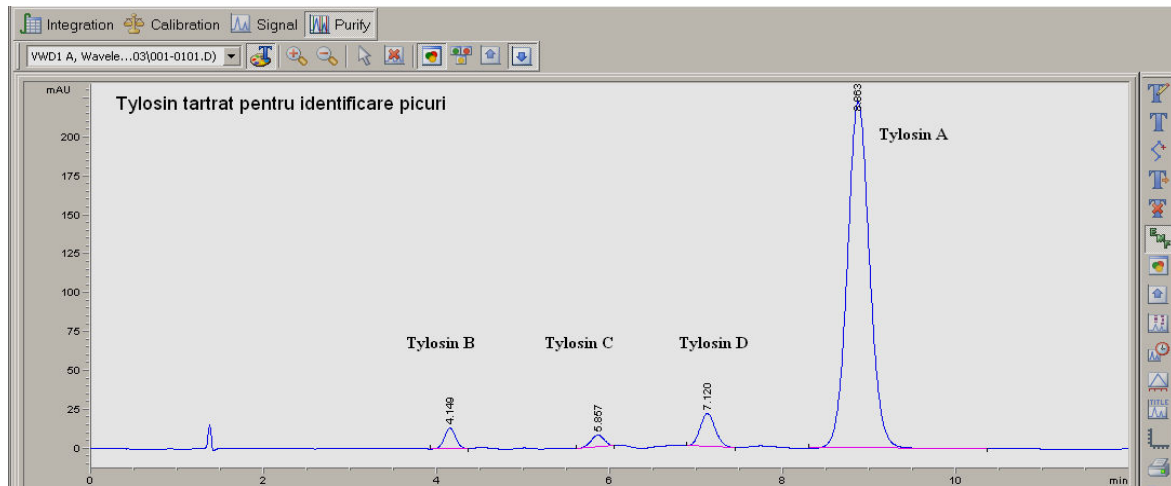 Integration Calibration Signal Purify
VWD1 A, Wavele...03\001-0101.D)
mAU
Tylosin tartrat pentru identificare picuri
8.863
Tylosin A
200
175
150
125
100
75
50
25
0
Tylosin B
Tylosin C
Tylosin D
4.149
5.857
7.120
0 2 4 6 8 10 min
TITLE